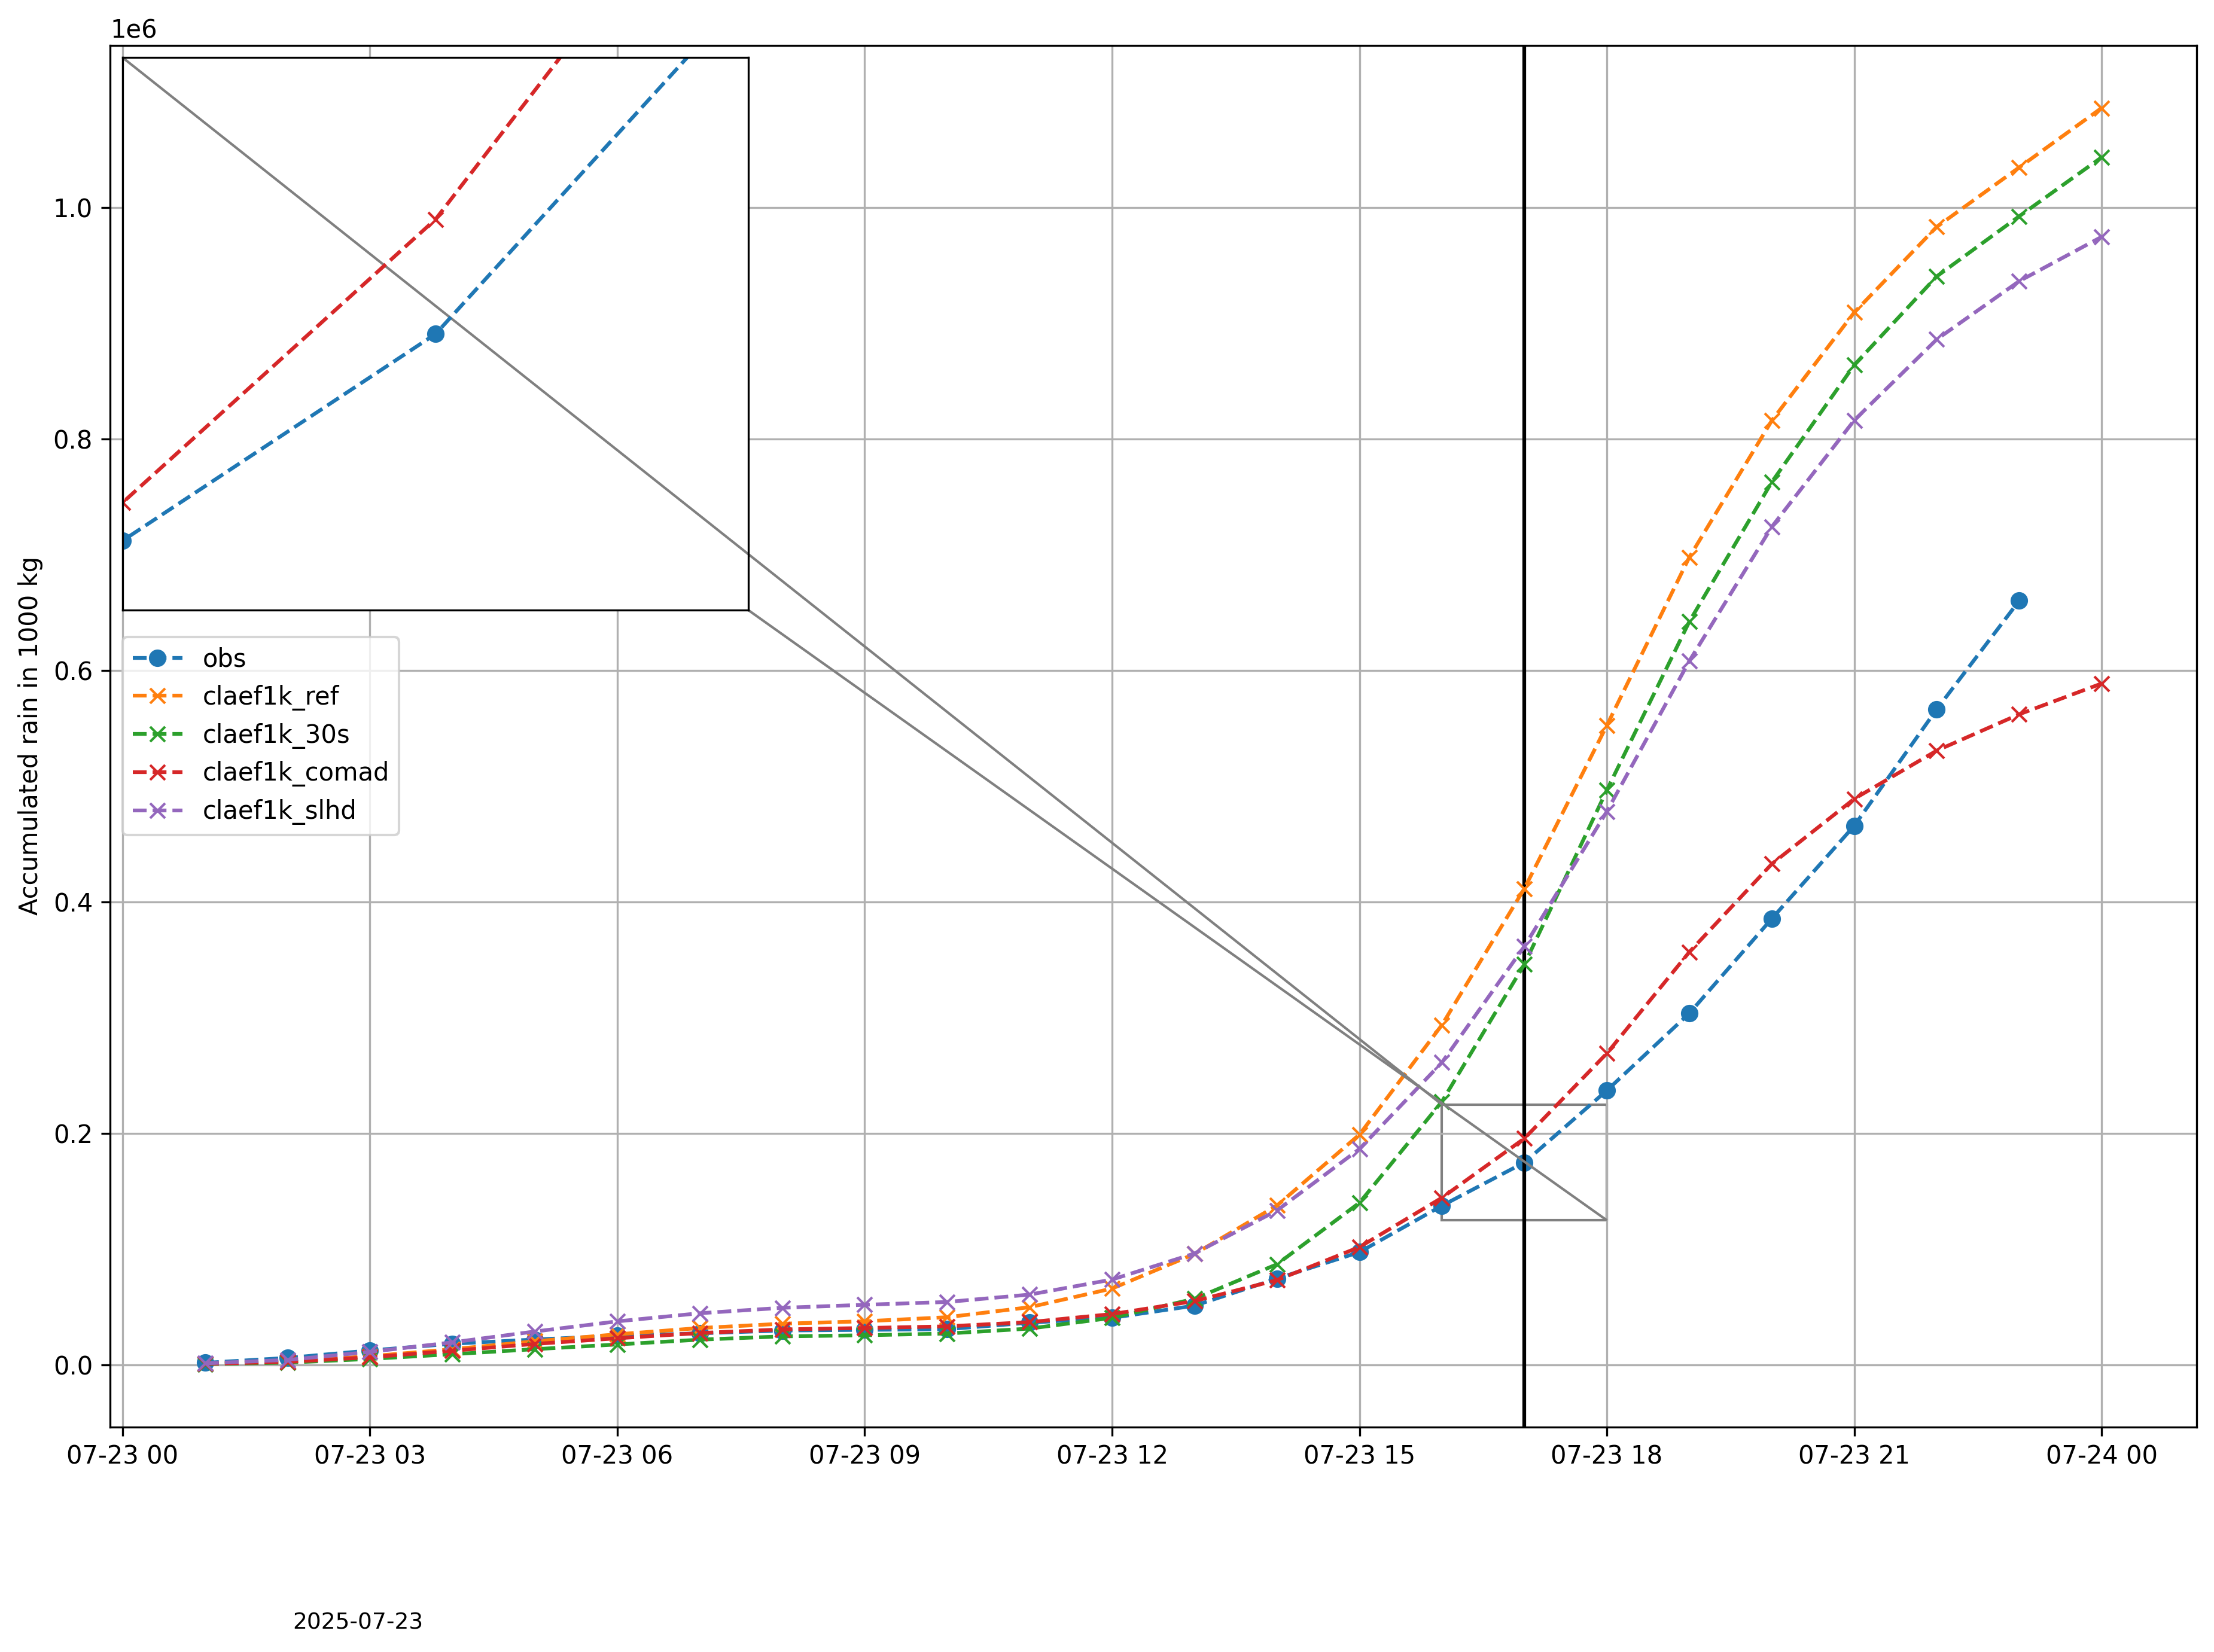 1e6
1.0
0.8
0.6
0.4
0.2
0.0
Accumulated rain in 1000 kg
obs
claef1k_ref
claef1k_30s
claef1k_comad
claef1k_slhd
07-23 00 07-23 03 07-23 06 07-23 09 07-23 12 07-23 15 07-23 18 07-23 21 07-24 00
2025-07-23